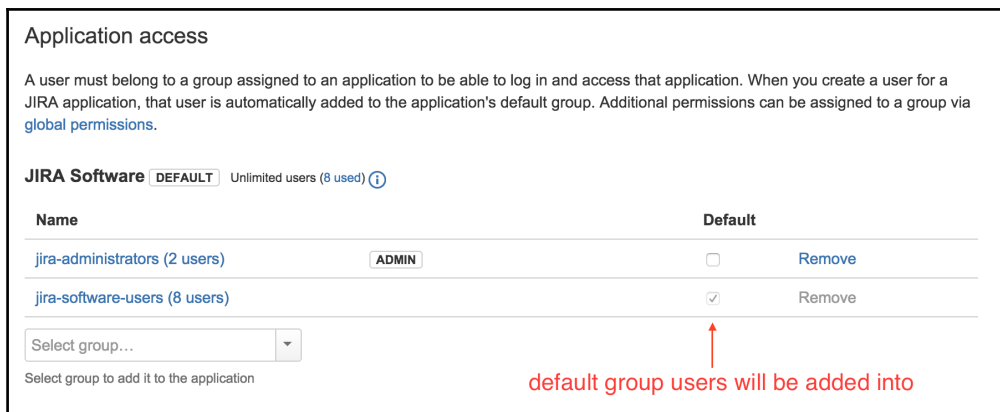 Application access
A user must belong to a group assigned to an application to be able to log in and access that application. When you create a user for a
JIRA application, that user is automatically added to the application's default group. Additional permissions can be assigned to a group via
global permissions.
JIRA Software DEFAULT Unlimited users (8 used)
Name Default
jira-administrators (2 users) ADMIN Remove
jira-software-users (8 users) Remove
Select group...
Select group to add it to the application
default group users will be added into